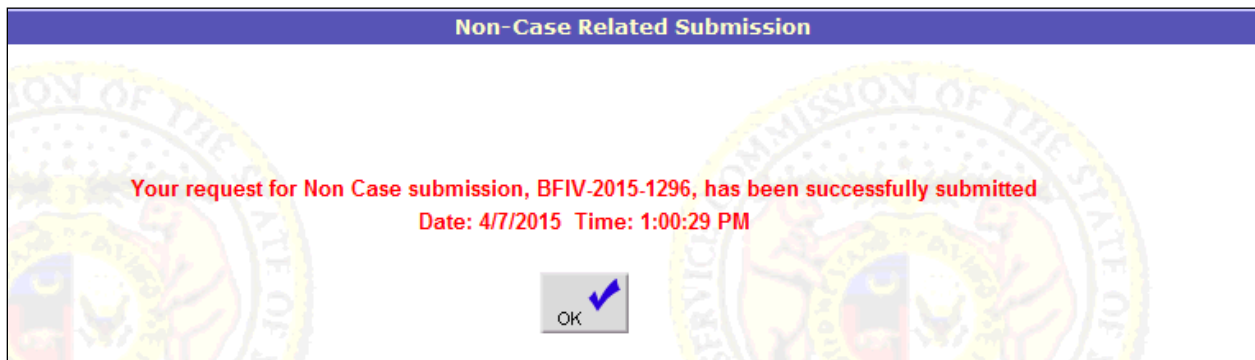 Non-Case Related Submission
Your request for Non Case submission, BFIV-2015-1296, has been successfully submitted
Date: 4/7/2015 Time: 1:00:29 PM
OK